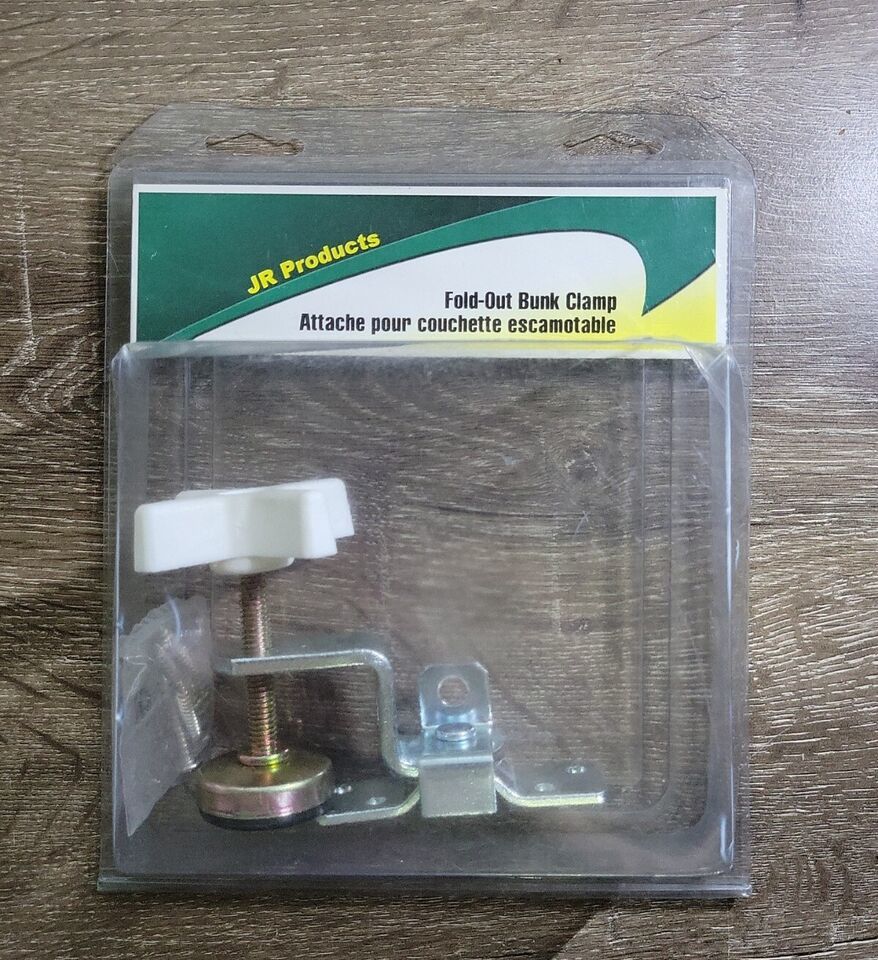 JR Products
Fold-Out Bunk Clamp
Attache pour couchette escamotable